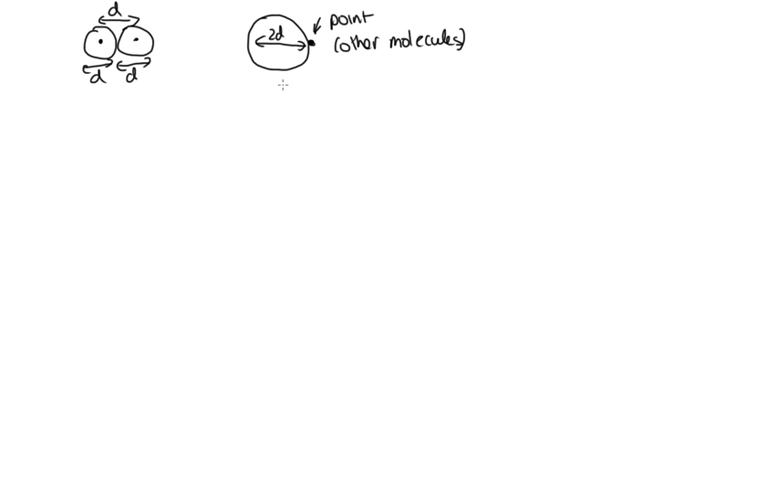 d
d d
2d
point
(other molecules)